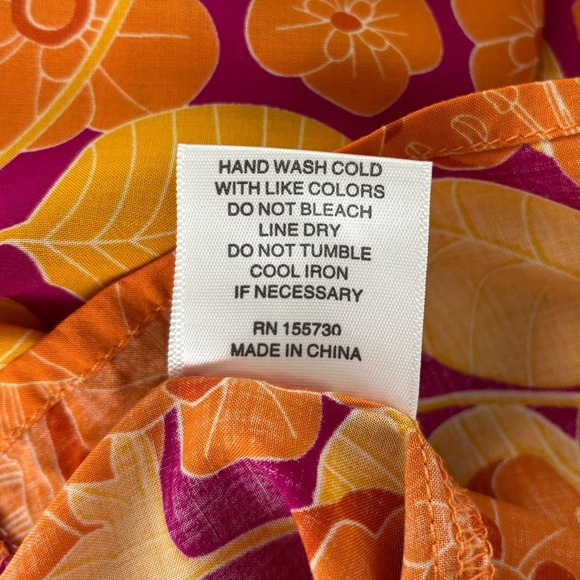 HAND WASH COLD
WITH LIKE COLORS
DO NOT BLEACH
LINE DRY
DO NOT TUMBLE
COOL IRON
IF NECESSARY
RN 155730
MADE IN CHINA